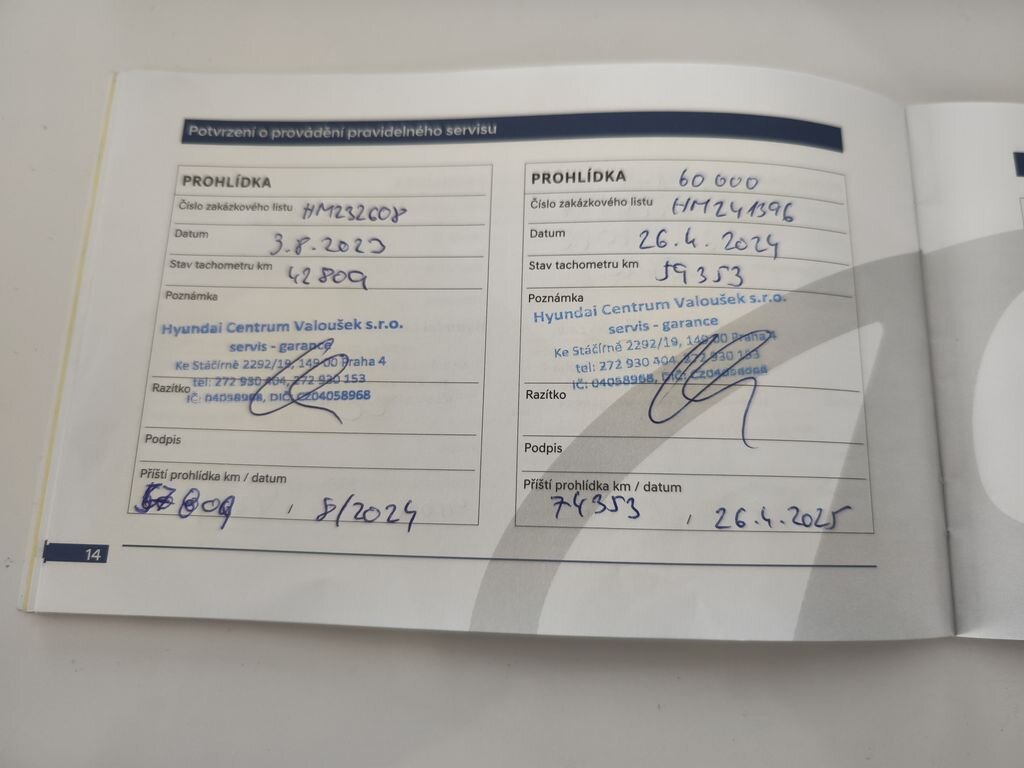 Potvrzení o provádění pravidelného servisu
PROHLÍDKA
Číslo zakázkového listu HM232608
Datum 3.8.2023
Stav tachometru km 42 809
Poznámka
Hyundai Centrum Valoušek s.r.o.
servis - garance
Ke Stáčírně 2292/19, 149 00 Praha 4
tel: 272 930 404, 272 930 153
Razítko
IČ: 04058968, DIČ: CZ04058968
Podpis
Příští prohlídka km / datum
809 , 8/2024
PROHLÍDKA 60 000
Číslo zakázkového listu HM241396
Datum 26.4.2024
Stav tachometru km 59353
Poznámka
Hyundai Centrum Valoušek s.r.o.
servis - garance
Ke Stáčírně 2292/19, 149 00 Praha 4
tel: 272 930 404, 272 930 153
IČ: 04058968, DIČ: CZ04058968
Razítko
Podpis
Příští prohlídka km / datum
74353 , 26.4.2025
14